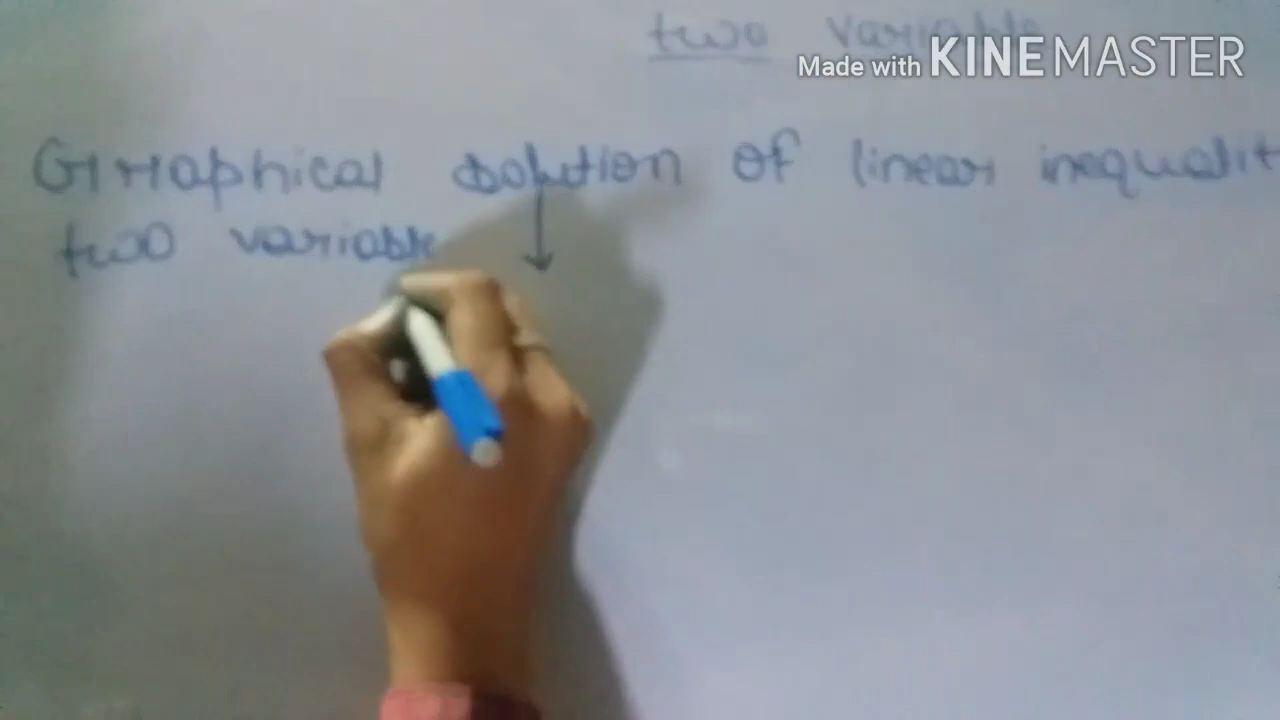 two variable
Made with KINEMASTER
Graphical solution of linear inequalit
two variable